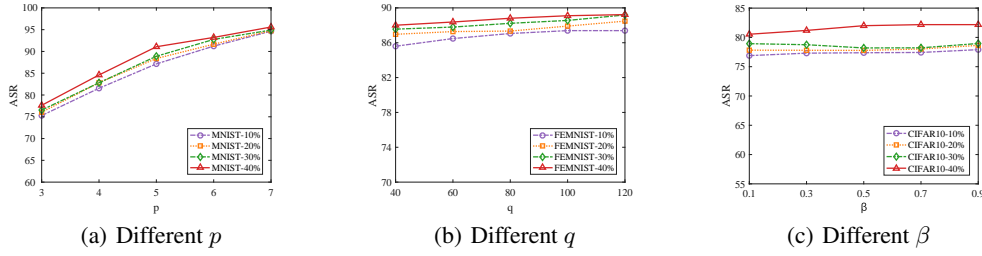 100
95
90
85
80
75
70
65
60
ASR
3
4
5
6
7
p
MNIST-10%
MNIST-20%
MNIST-30%
MNIST-40%
(a) Different p
90
86
82
78
74
70
ASR
40
60
80
100
120
q
FEMNIST-10%
FEMNIST-20%
FEMNIST-30%
FEMNIST-40%
(b) Different q
85
80
75
70
65
60
55
ASR
0.1
0.3
0.5
0.7
0.9
β
CIFAR10-10%
CIFAR10-20%
CIFAR10-30%
CIFAR10-40%
(c) Different β